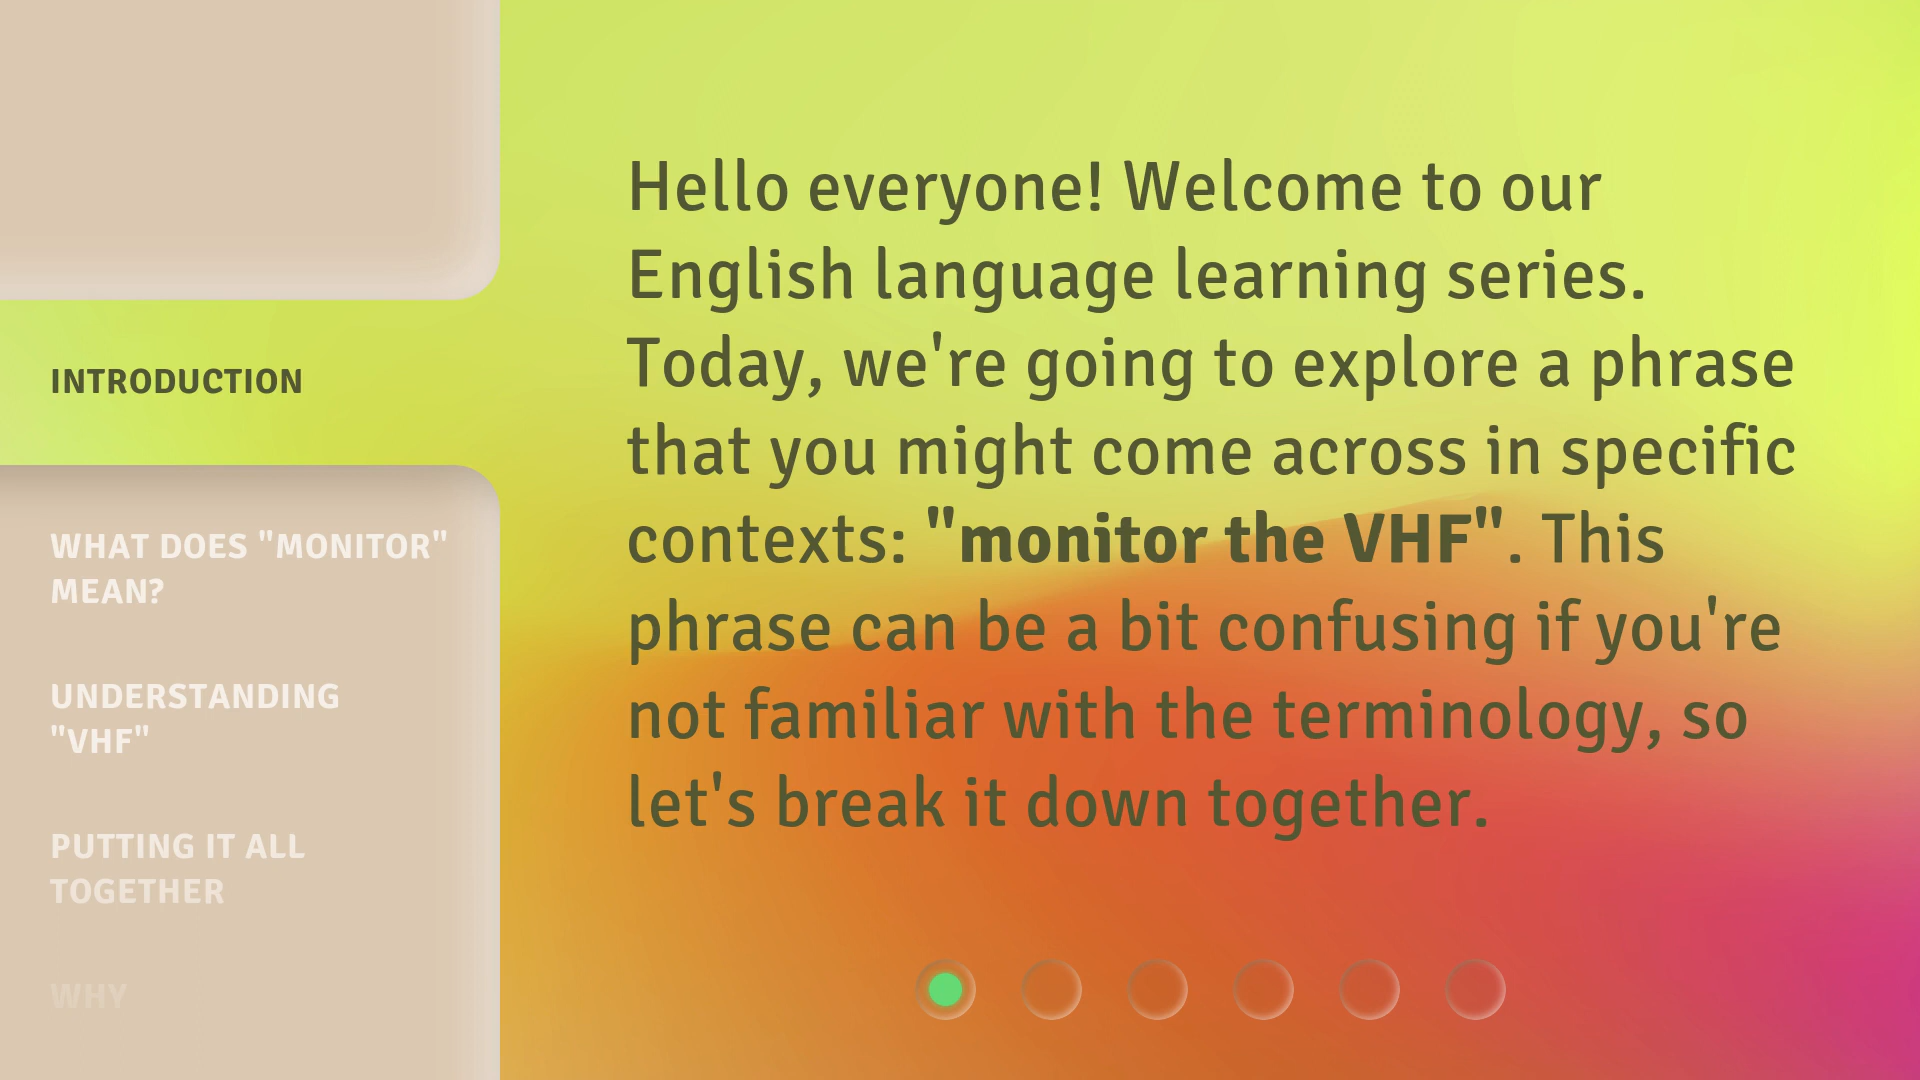 INTRODUCTION
WHAT DOES "MONITOR"
MEAN?
UNDERSTANDING
"VHF"
PUTTING IT ALL
TOGETHER
WHY
Hello everyone! Welcome to our
English language learning series.
Today, we're going to explore a phrase
that you might come across in specific
contexts: "monitor the VHF". This
phrase can be a bit confusing if you're
not familiar with the terminology, so
let's break it down together.